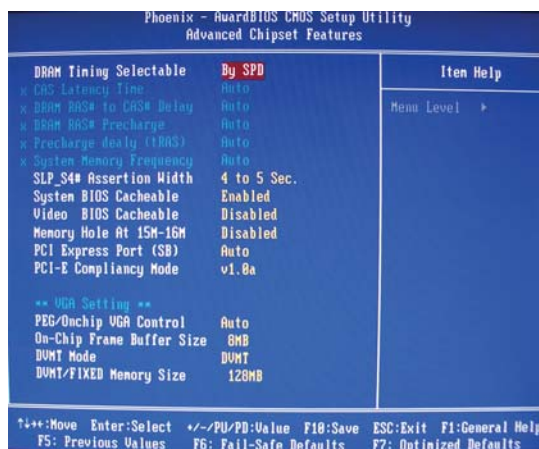 Phoenix - AwardBIOS CMOS Setup Utility
Advanced Chipset Features
DRAM Timing Selectable By SPD
Item Help
x CAS Latency Time Auto
Menu Level ▸
x DRAM RAS# to CAS# Delay Auto
x DRAM RAS# Precharge Auto
x Precharge dealy (tRAS) Auto
x System Memory Frequency Auto
SLP_S4# Assertion Width 4 to 5 Sec.
System BIOS Cacheable Enabled
Video BIOS Cacheable Disabled
Memory Hole At 15M-16M Disabled
PCI Express Port (SB) Auto
PCI-E Compliancy Mode v1.0a
** VGA Setting **
PEG/Onchip VGA Control Auto
On-Chip Frame Buffer Size 8MB
DVMT Mode DVMT
DVMT/FIXED Memory Size 128MB
↑↓→←:Move Enter:Select +/-/PU/PD:Value F10:Save ESC:Exit F1:General Help
F5: Previous Values F6: Fail-Safe Defaults F7: Optimized Defaults